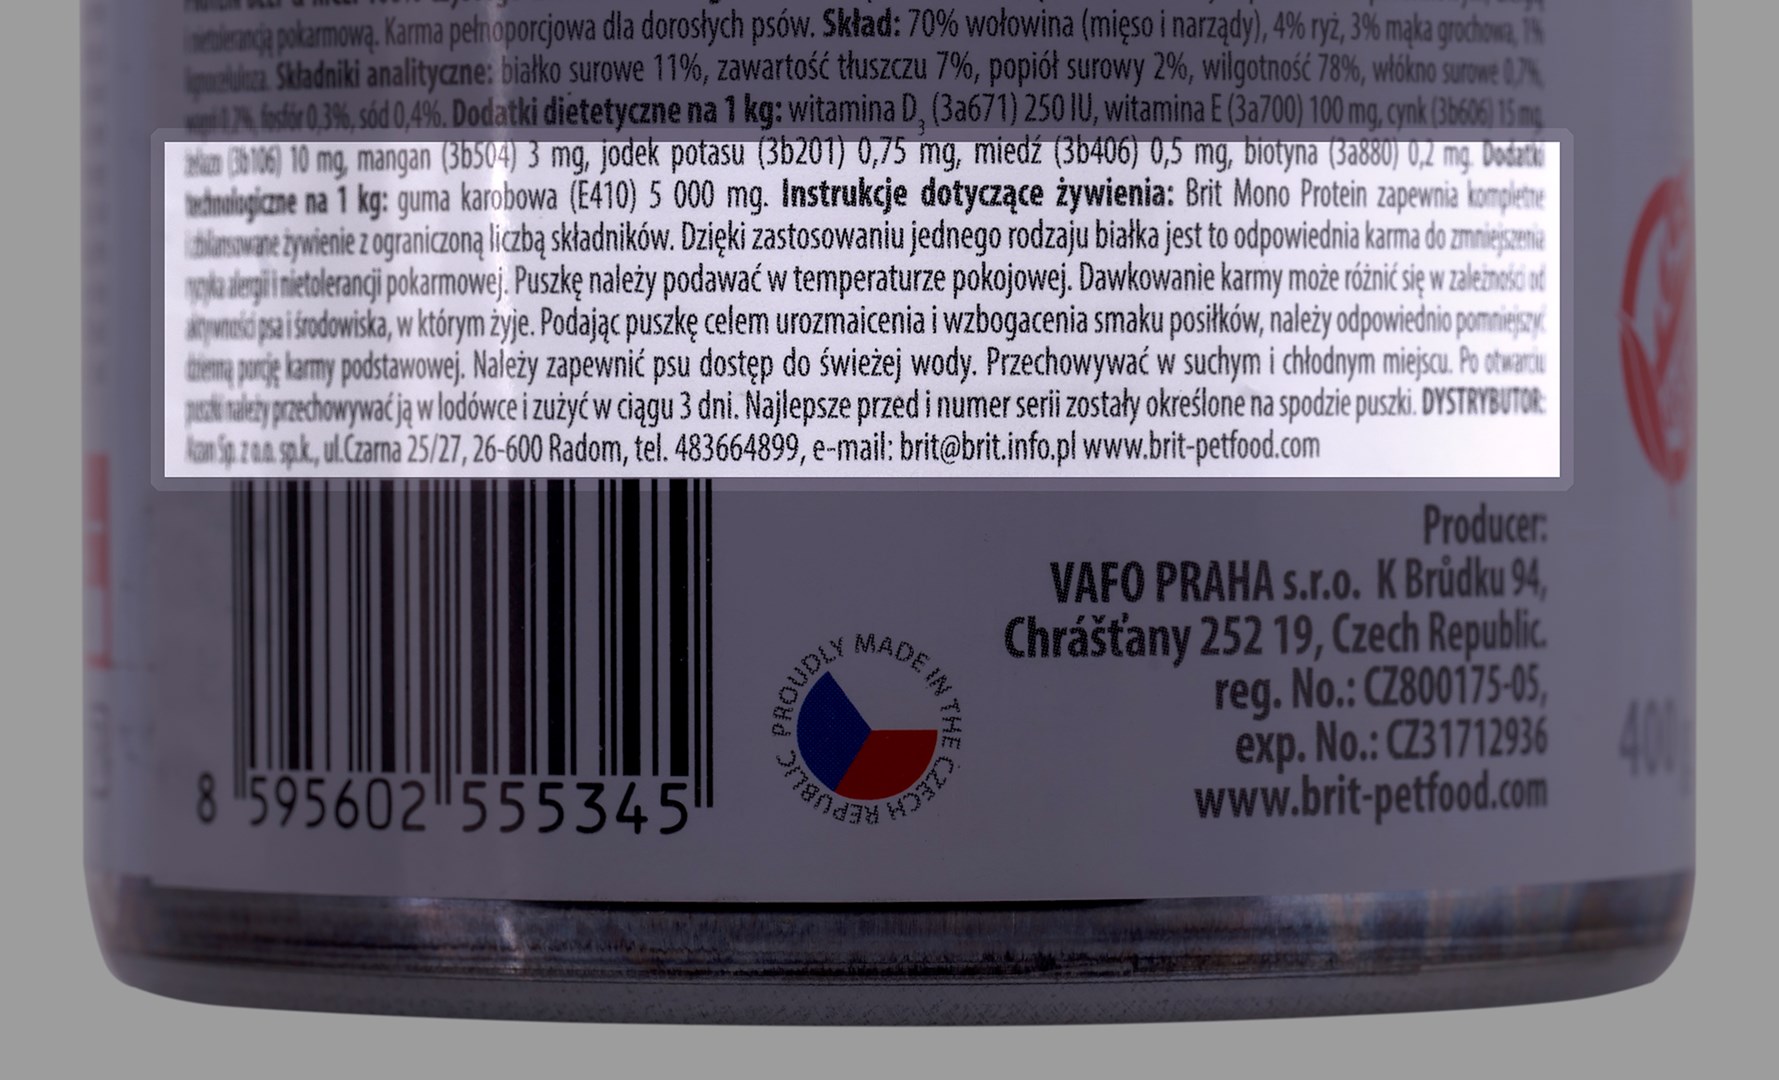 nietolerancją pokarmową. Karma pełnoporcjowa dla dorosłych psów. Skład: 70% wołowina (mięso i narządy), 4% ryż, 3% mąka grochowa, 1%
Składniki analityczne: białko surowe 11%, zawartość tłuszczu 7%, popiół surowy 2%, wilgotność 78%, włókno surowe 0,7%,
fosfór 0,3%, sód 0,4%. Dodatki dietetyczne na 1 kg: witamina D3 (3a671) 250 IU, witamina E (3a700) 100 mg, cynk (3b606) 15 mg,
żelazo (3b106) 10 mg, mangan (3b504) 3 mg, jodek potasu (3b201) 0,75 mg, miedź (3b406) 0,5 mg, biotyna (3a880) 0,2 mg. Dodatki
technologiczne na 1 kg: guma karobowa (E410) 5 000 mg. Instrukcje dotyczące żywienia: Brit Mono Protein zapewnia kompletne
i zbilansowane żywienie z ograniczoną liczbą składników. Dzięki zastosowaniu jednego rodzaju białka jest to odpowiednia karma do zmniejszenia
ryzyka alergii i nietolerancji pokarmowej. Puszkę należy podawać w temperaturze pokojowej. Dawkowanie karmy może różnić się w zależności od
aktywności psa i środowiska, w którym żyje. Podając puszkę celem urozmaicenia i wzbogacenia smaku posiłków, należy odpowiednio pomniejszyć
dzienną porcję karmy podstawowej. Należy zapewnić psu dostęp do świeżej wody. Przechowywać w suchym i chłodnym miejscu. Po otwarciu
puszki należy przechowywać ją w lodówce i zużyć w ciągu 3 dni. Najlepsze przed i numer serii zostały określone na spodzie puszki. DYSTRYBUTOR:
Azan Sp. z o.o. sp.k., ul.Czarna 25/27, 26-600 Radom, tel. 483664899, e-mail: brit@brit.info.pl www.brit-petfood.com
8 595602 555345
PROUDLY MADE IN THE CZECH REPUBLIC
Producer:
VAFO PRAHA s.r.o. K Brůdku 94,
Chrášťany 252 19, Czech Republic.
reg. No.: CZ800175-05,
exp. No.: CZ31712936
www.brit-petfood.com
400